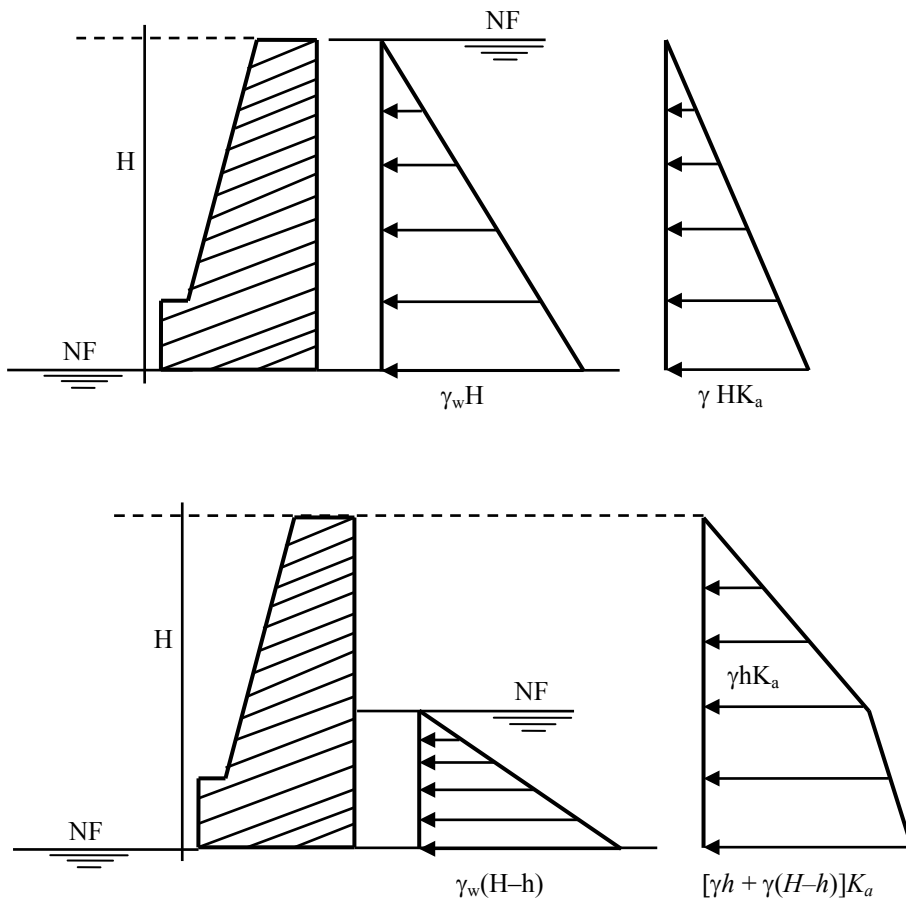 NF
H
NF
γwH
γ HKa
H
γhKa
NF
NF
γw(H–h)
[γh + γ(H–h)]Ka